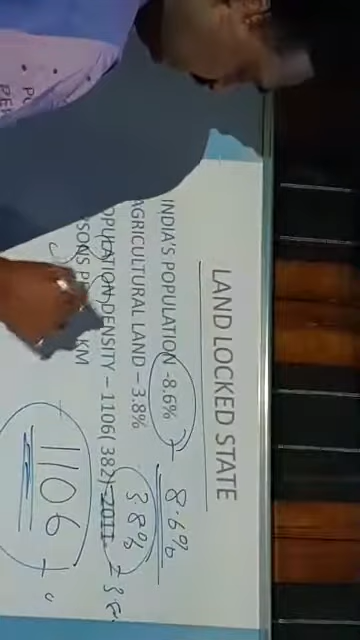 LAND LOCKED STATE
INDIA'S POPULATION -8.6% 8.6%
AGRICULTURAL LAND – 3.8% 3.8%
POPULATION DENSITY – 1106( 382) 2011
KM
1106